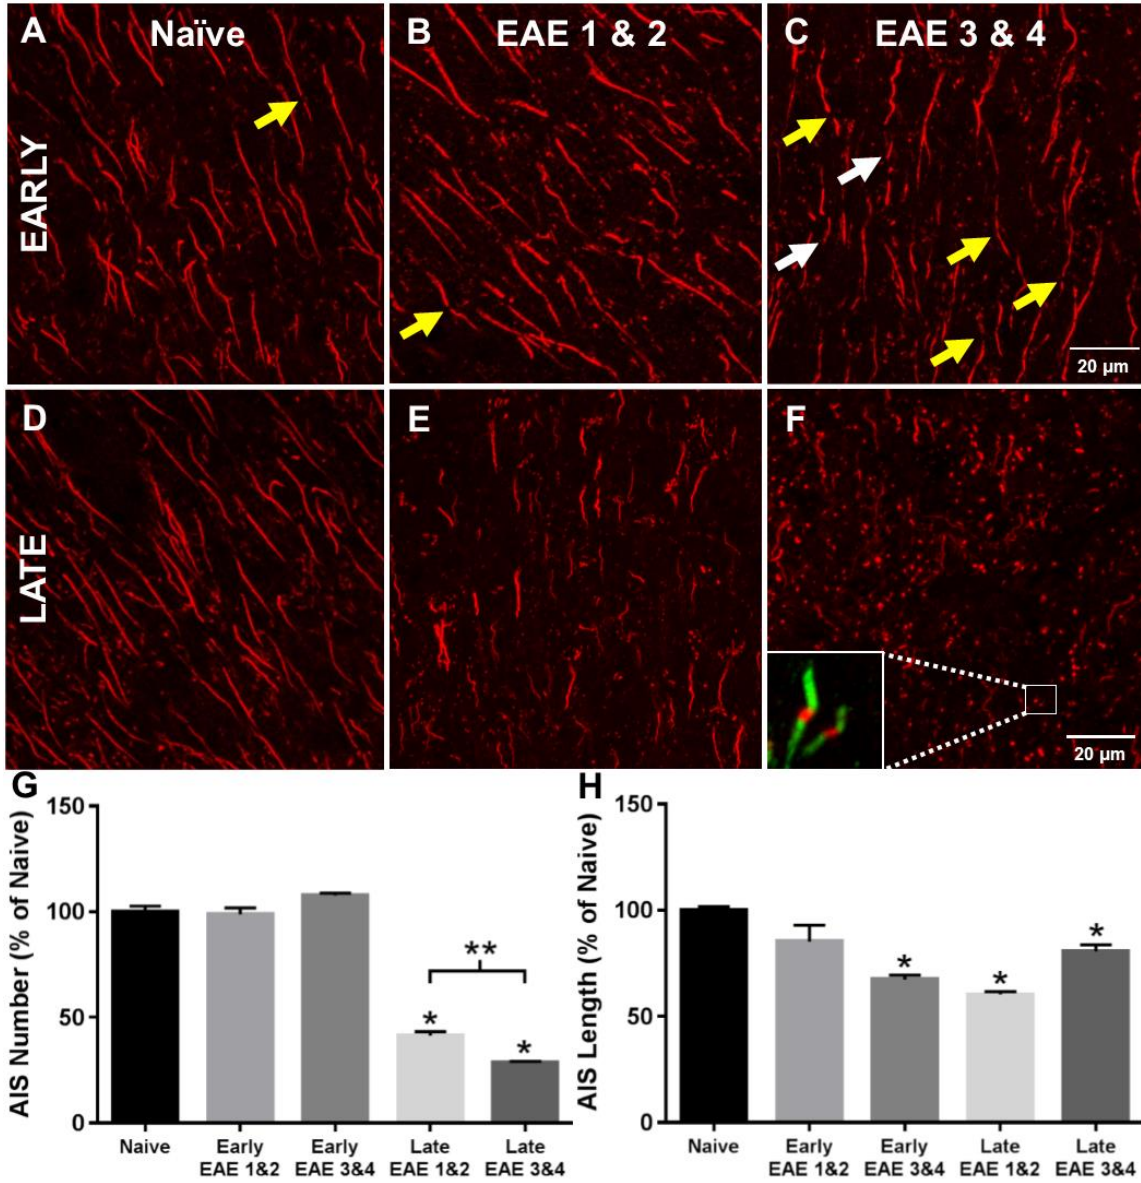 A Naïve
B EAE 1 & 2
C EAE 3 & 4
EARLY
20 µm
D
E
F
LATE
20 µm
G
150
100
50
0
AIS Number (% of Naive)
**
*
*
Naive
Early
EAE 1&2
Early
EAE 3&4
Late
EAE 1&2
Late
EAE 3&4
H
150
100
50
0
AIS Length (% of Naive)
*
*
*
Naive
Early
EAE 1&2
Early
EAE 3&4
Late
EAE 1&2
Late
EAE 3&4